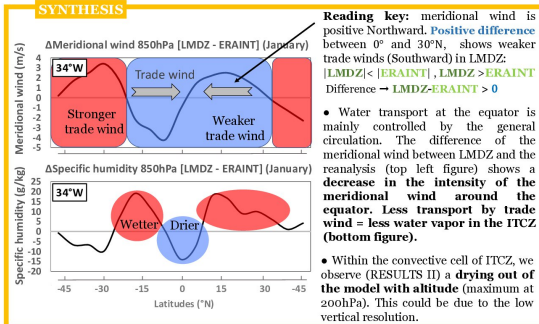 SYNTHESIS
ΔMeridional wind 850hPa [LMDZ - ERAINT] (January)
Meridional wind (m/s)
4
3
2
1
0
-1
-2
-3
-4
-5
34°W
Trade wind
Stronger
trade wind
Weaker
trade wind
ΔSpecific humidity 850hPa [LMDZ - ERAINT] (January)
Specific humidity (g/kg)
25
20
15
10
5
0
-5
-10
-15
-20
34°W
Wetter
Drier
-45 -30 -15 0 15 -30 -45
Latitudes (°N)
Reading key: meridional wind is
positive Northward. Positive difference
between 0° and 30°N, shows weaker
trade winds (Southward) in LMDZ:
|LMDZ|< |ERAINT| , LMDZ >ERAINT
Difference → LMDZ-ERAINT > 0
• Water transport at the equator is
mainly controlled by the general
circulation. The difference of the
meridional wind between LMDZ and the
reanalysis (top left figure) shows a
decrease in the intensity of the
meridional wind around the
equator. Less transport by trade
wind = less water vapor in the ITCZ
(bottom figure).
• Within the convective cell of ITCZ, we
observe (RESULTS II) a drying out of
the model with altitude (maximum at
200hPa). This could be due to the low
vertical resolution.